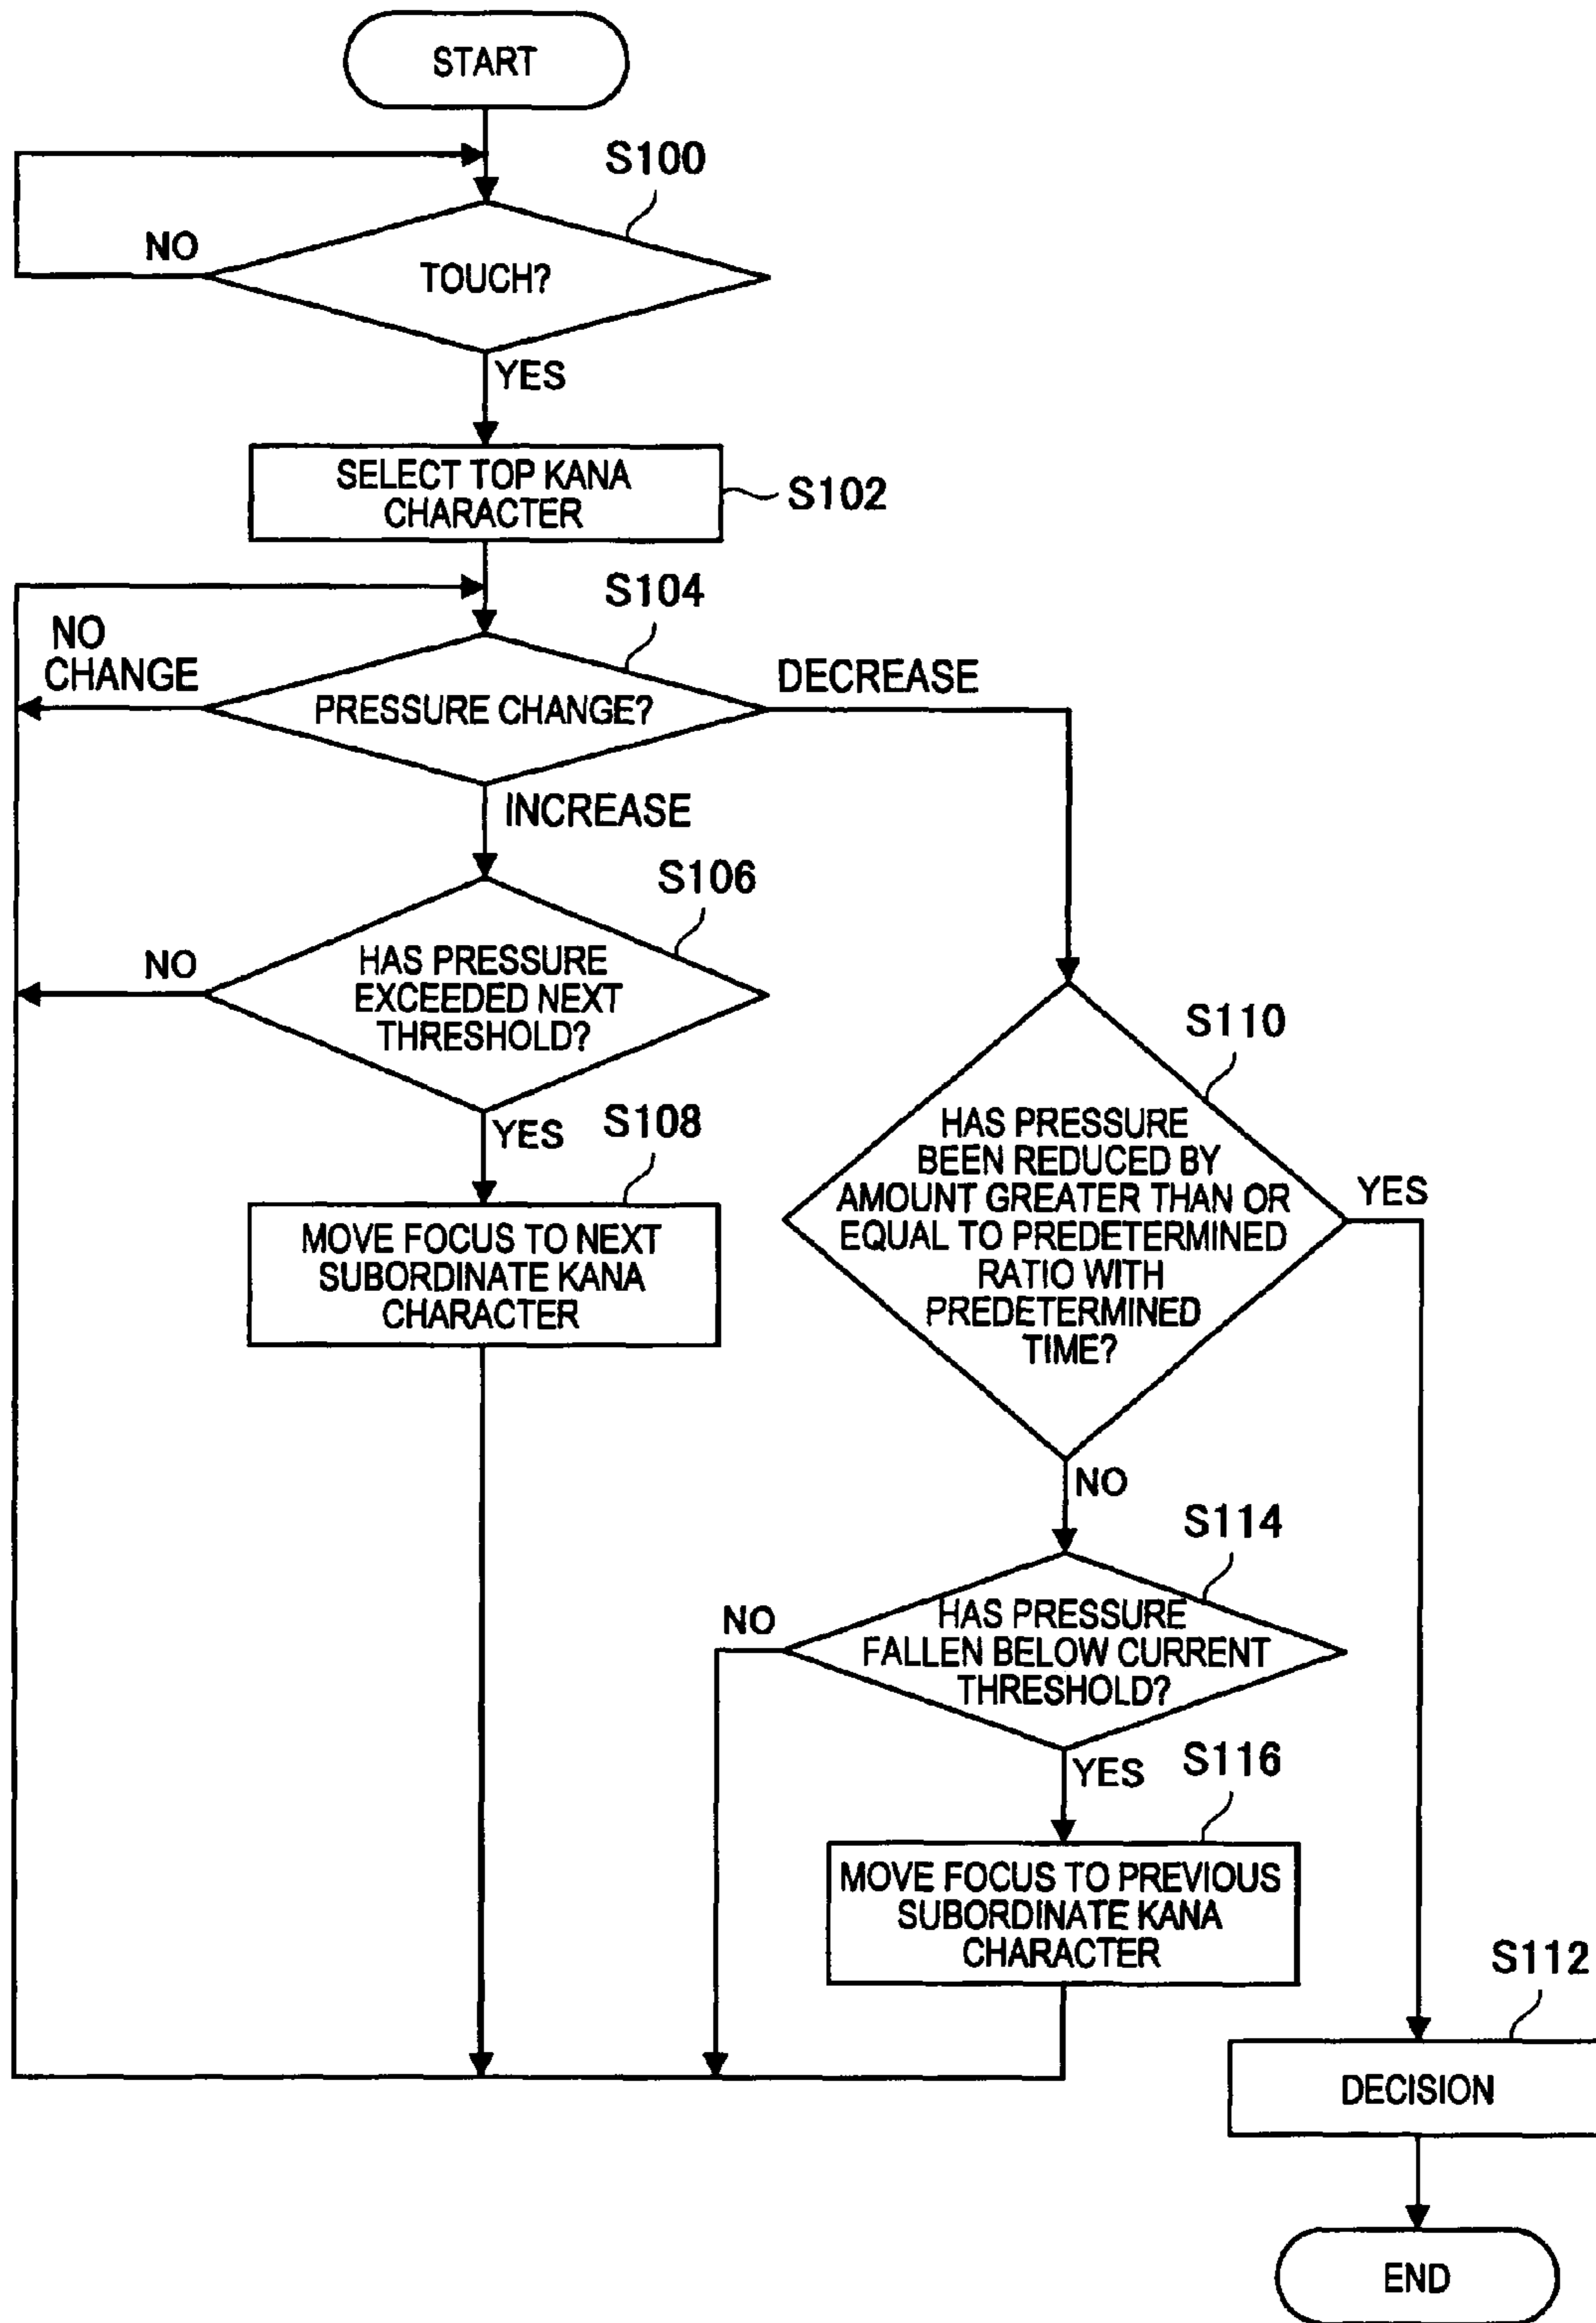 START
S100
NO
TOUCH?
YES
SELECT TOP KANA
CHARACTER
S102
S104
NO
CHANGE
DECREASE
PRESSURE CHANGE?
INCREASE
S106
NO
HAS PRESSURE
EXCEEDED NEXT
THRESHOLD?
YES
S108
MOVE FOCUS TO NEXT
SUBORDINATE KANA
CHARACTER
S110
HAS PRESSURE
BEEN REDUCED BY
AMOUNT GREATER THAN OR
EQUAL TO PREDETERMINED
RATIO WITH
PREDETERMINED
TIME?
YES
NO
S114
NO
HAS PRESSURE
FALLEN BELOW CURRENT
THRESHOLD?
YES
S116
MOVE FOCUS TO PREVIOUS
SUBORDINATE KANA
CHARACTER
S112
DECISION
END